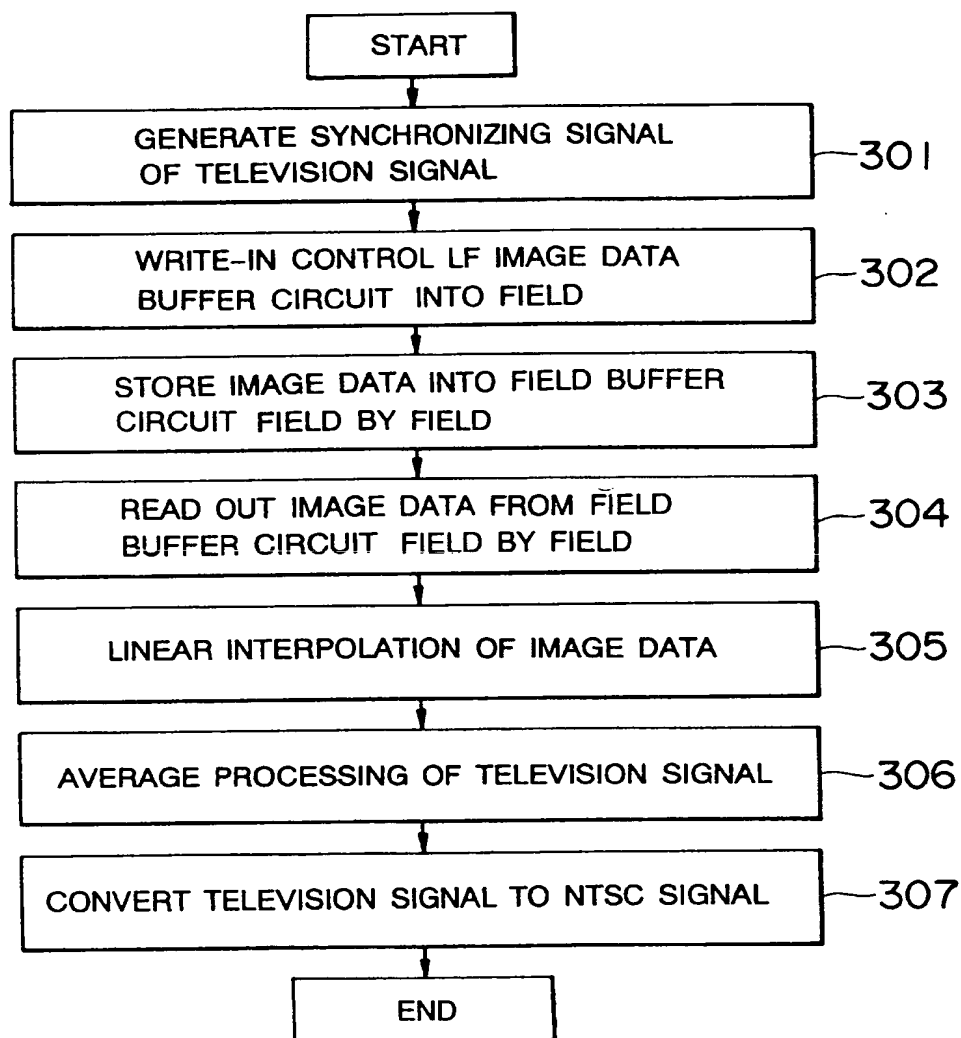 START
GENERATE SYNCHRONIZING SIGNAL
OF TELEVISION SIGNAL
301
WRITE-IN CONTROL LF IMAGE DATA
BUFFER CIRCUIT INTO FIELD
302
STORE IMAGE DATA INTO FIELD BUFFER
CIRCUIT FIELD BY FIELD
303
READ OUT IMAGE DATA FROM FIELD
BUFFER CIRCUIT FIELD BY FIELD
304
LINEAR INTERPOLATION OF IMAGE DATA
305
AVERAGE PROCESSING OF TELEVISION SIGNAL
306
CONVERT TELEVISION SIGNAL TO NTSC SIGNAL
307
END